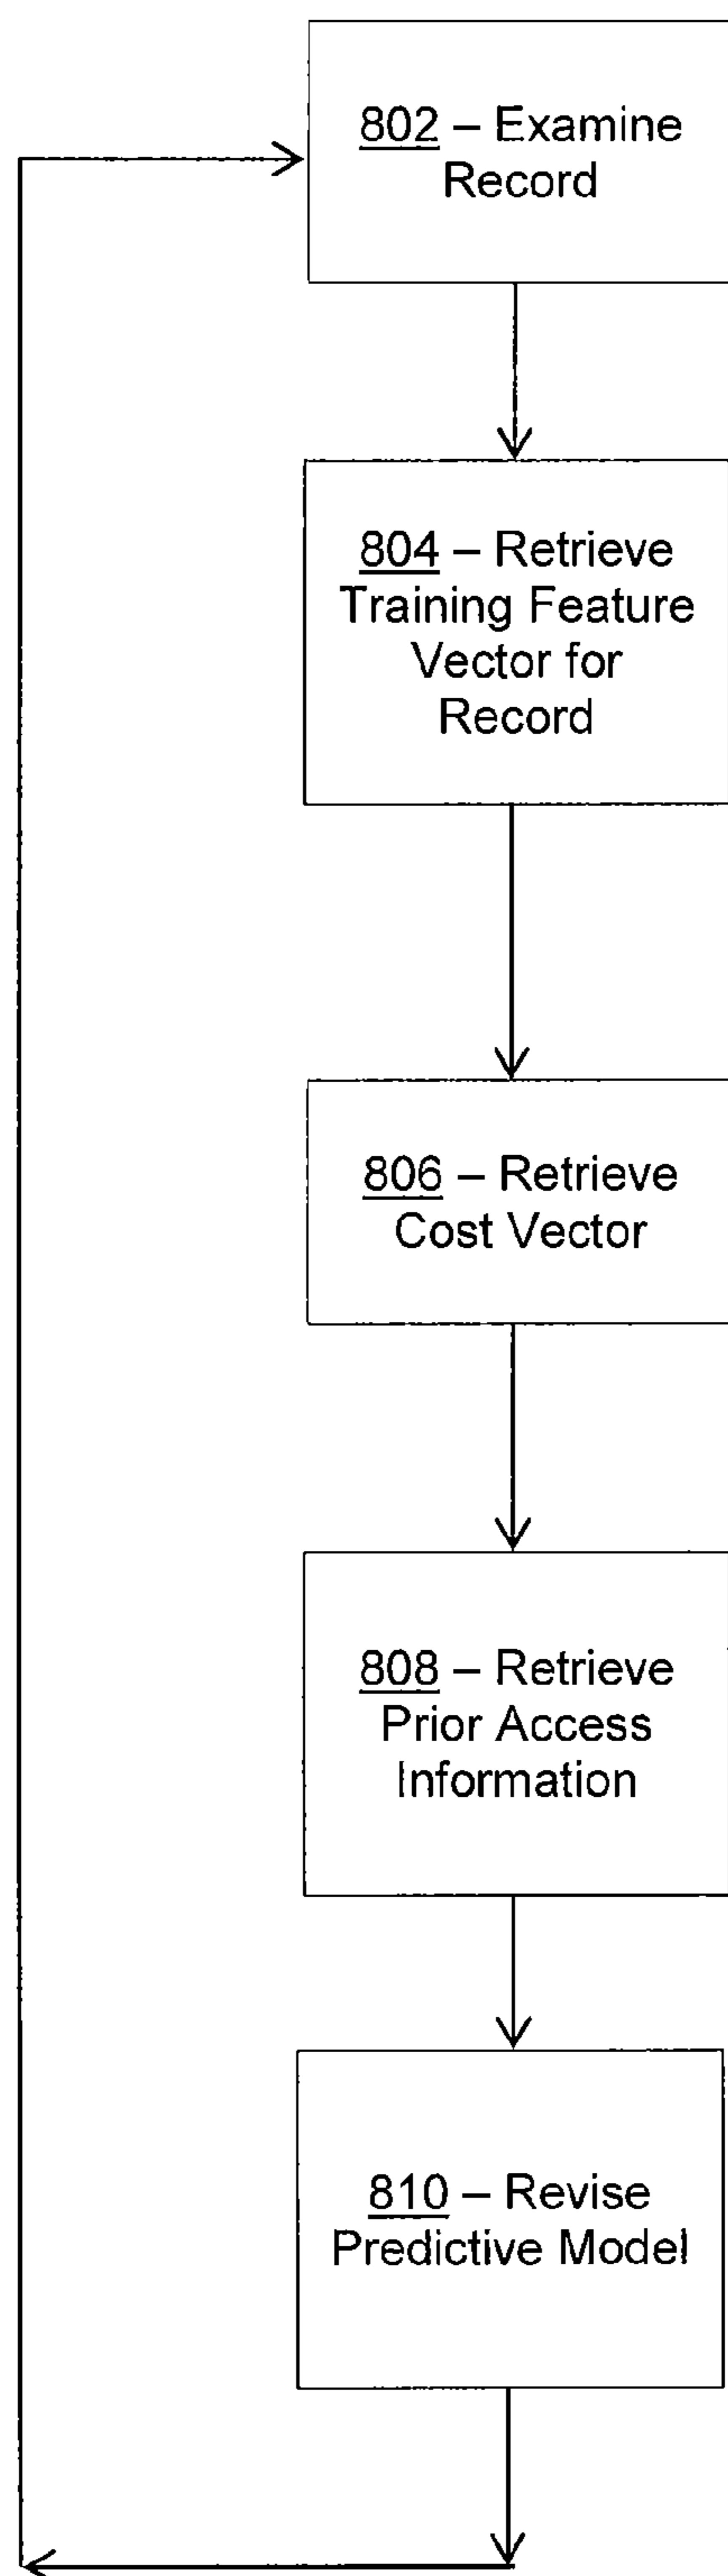 802 – Examine
Record
804 – Retrieve
Training Feature
Vector for
Record
806 – Retrieve
Cost Vector
808 – Retrieve
Prior Access
Information
810 – Revise
Predictive Model